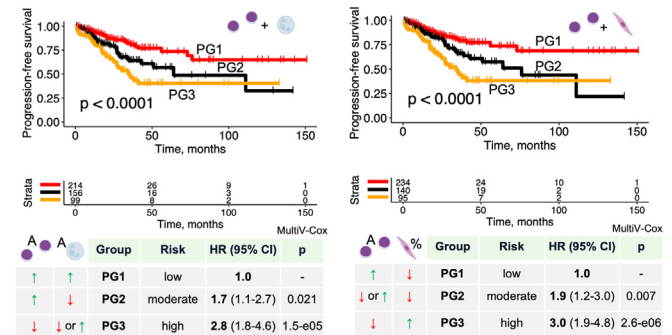 Progression-free survival
1.00
0.75
0.50
0.25
0.00
+
PG1
PG2
PG3
p < 0.0001
0 50 100 150
Time, months
Strata
214 26 9 1
156 16 3 0
99 8 2 0
0 50 100 150
Time, months
MultiV-Cox
A A Group Risk HR (95% CI) p
↑ ↑ PG1 low 1.0 -
↑ ↓ PG2 moderate 1.7 (1.1-2.7) 0.021
↓ ↓ or ↑ PG3 high 2.8 (1.8-4.6) 1.5e-05
Progression-free survival
1.00
0.75
0.50
0.25
0.00
+
PG1
PG2
PG3
p < 0.0001
0 50 100 150
Time, months
Strata
234 24 10 1
140 19 2 0
95 7 2 0
0 50 100 150
Time, months
MultiV-Cox
A % Group Risk HR (95% CI) p
↑ ↓ PG1 low 1.0 -
↓ or ↑ ↓ PG2 moderate 1.9 (1.2-3.0) 0.007
↓ ↑ PG3 high 3.0 (1.9-4.8) 2.6e-06